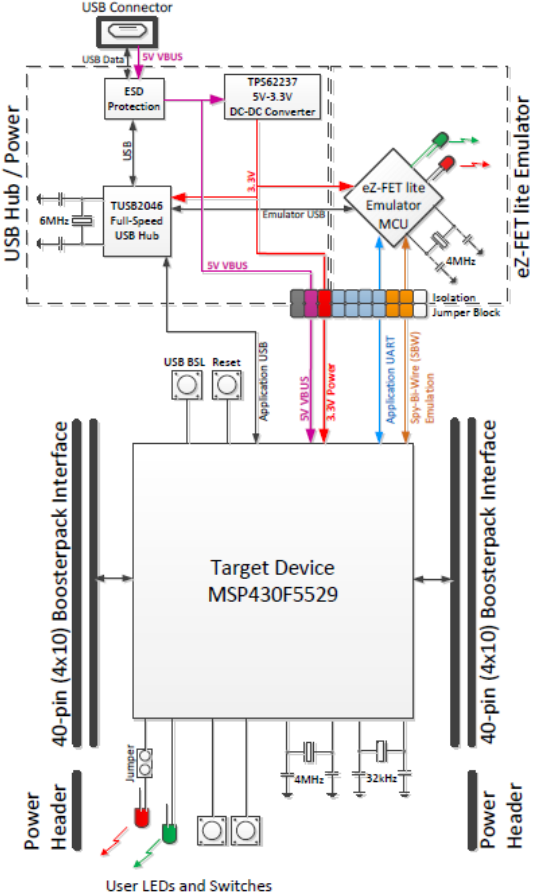 USB Connector
USB Data
5V VBUS
ESD
Protection
TPS62237
5V-3.3V
DC-DC Converter
USB Hub / Power
eZ-FET lite Emulator
USB
3.3V
eZ-FET lite
Emulator
MCU
TUSB2046
Full-Speed
USB Hub
6MHz
Emulator USB
4MHz
5V VBUS
Isolation
Jumper Block
USB BSL
Reset
Application USB
5V VBUS
3.3V Power
Application UART
Spy-Bi-Wire (SBW)
Emulation
40-pin (4x10) Boosterpack Interface
Target Device
MSP430F5529
40-pin (4x10) Boosterpack Interface
Jumper
4MHz
32kHz
Power
Header
Power
Header
User LEDs and Switches